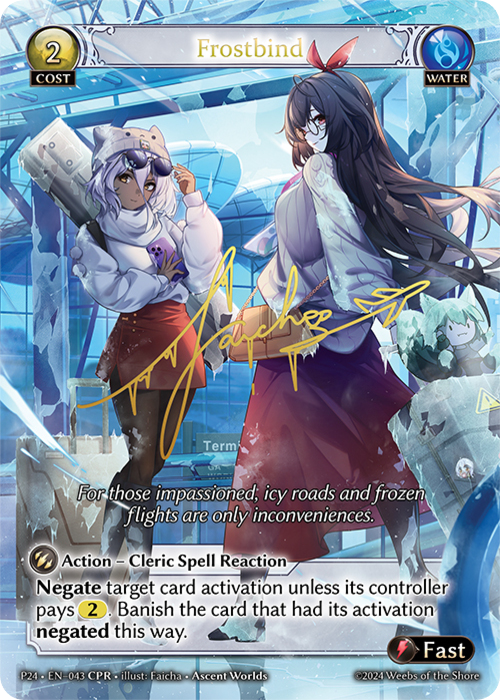 2
COST
Frostbind
WATER
Faicha
Term
For those impassioned, icy roads and frozen
flights are only inconveniences.
Action – Cleric Spell Reaction
Negate target card activation unless its controller
pays 2. Banish the card that had its activation
negated this way.
Fast
P24 • EN-043 CPR • illust: Faicha • Ascent Worlds
©2024 Weebs of the Shore